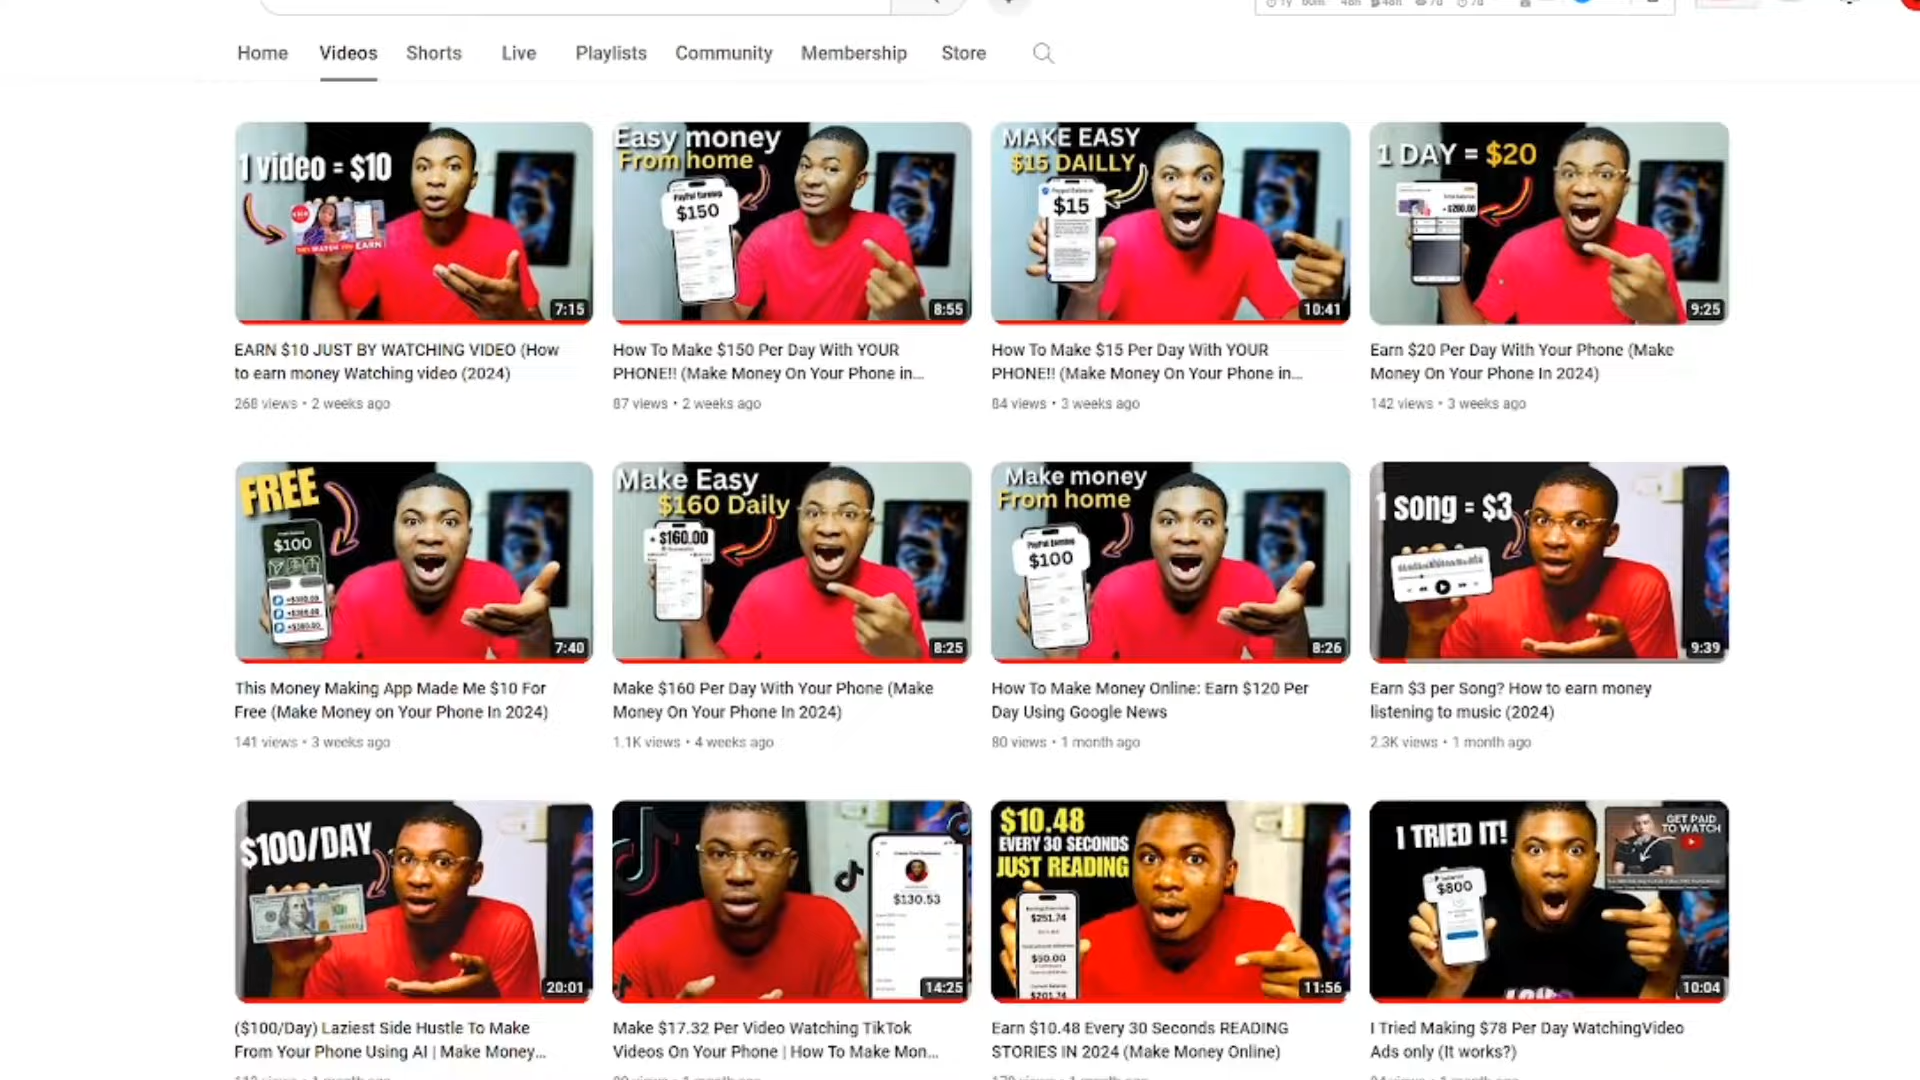 Home Videos Shorts Live Playlists Community Membership Store
1 video = $10
EARN
7:15
Easy money
From home
PayPal Earning
$150
8:55
MAKE EASY
$15 DAILLY
$15
10:41
1 DAY = $20
9:25
EARN $10 JUST BY WATCHING VIDEO (How
to earn money Watching video (2024)
268 views • 2 weeks ago
How To Make $150 Per Day With YOUR
PHONE!! (Make Money On Your Phone in...
87 views • 2 weeks ago
How To Make $15 Per Day With YOUR
PHONE!! (Make Money On Your Phone in...
84 views • 3 weeks ago
Earn $20 Per Day With Your Phone (Make
Money On Your Phone In 2024)
142 views • 3 weeks ago
FREE
$100
7:40
Make Easy
$160 Daily
$160.00
8:25
Make money
From home
PayPal Earning
$100
8:26
1 song = $3
9:39
This Money Making App Made Me $10 For
Free (Make Money on Your Phone In 2024)
141 views • 3 weeks ago
Make $160 Per Day With Your Phone (Make
Money On Your Phone In 2024)
1.1K views • 4 weeks ago
How To Make Money Online: Earn $120 Per
Day Using Google News
80 views • 1 month ago
Earn $3 per Song? How to earn money
listening to music (2024)
2.3K views • 1 month ago
$100/DAY
20:01
$130.53
14:25
$10.48
EVERY 30 SECONDS
JUST READING
$251.74
$50.00
$201.74
11:56
I TRIED IT!
GET PAID
TO WATCH
$800
10:04
($100/Day) Laziest Side Hustle To Make
From Your Phone Using AI | Make Money...
Make $17.32 Per Video Watching TikTok
Videos On Your Phone | How To Make Mon...
Earn $10.48 Every 30 Seconds READING
STORIES IN 2024 (Make Money Online)
I Tried Making $78 Per Day WatchingVideo
Ads only (It works?)